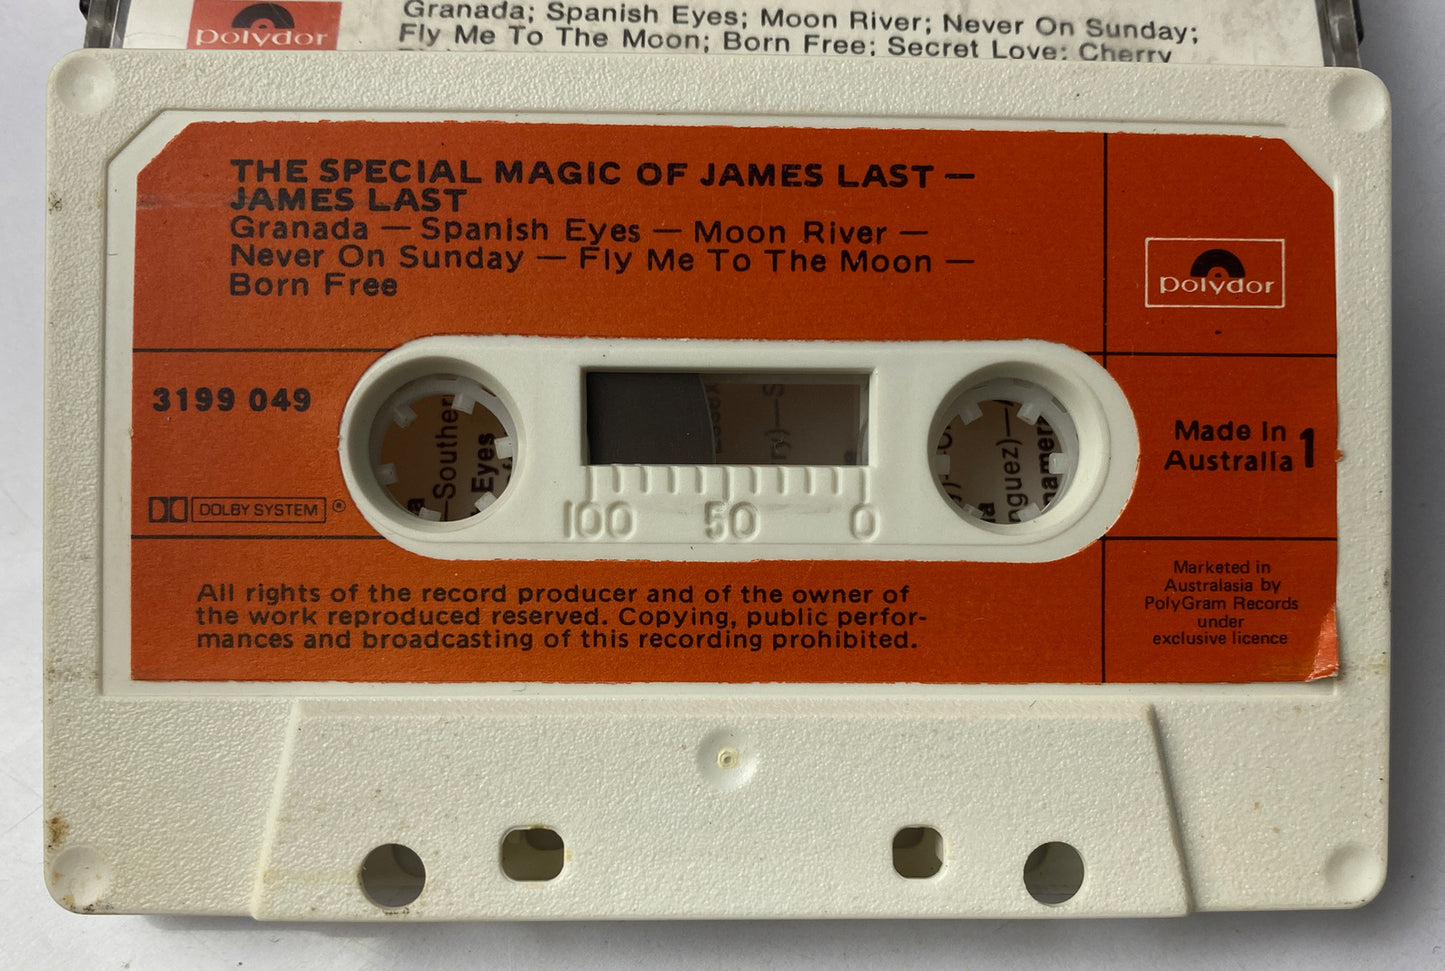 polydor
Granada; Spanish Eyes; Moon River; Never On Sunday;
Fly Me To The Moon; Born Free; Secret Love; Cherry
THE SPECIAL MAGIC OF JAMES LAST —
JAMES LAST
Granada — Spanish Eyes — Moon River —
Never On Sunday — Fly Me To The Moon —
Born Free
polydor
3199 049
DOLBY SYSTEM ®
Made in
Australia 1
100 50 0
Eyes
All rights of the record producer and of the owner of
the work reproduced reserved. Copying, public perfor-
mances and broadcasting of this recording prohibited.
Marketed in
Australasia by
PolyGram Records
under
exclusive licence